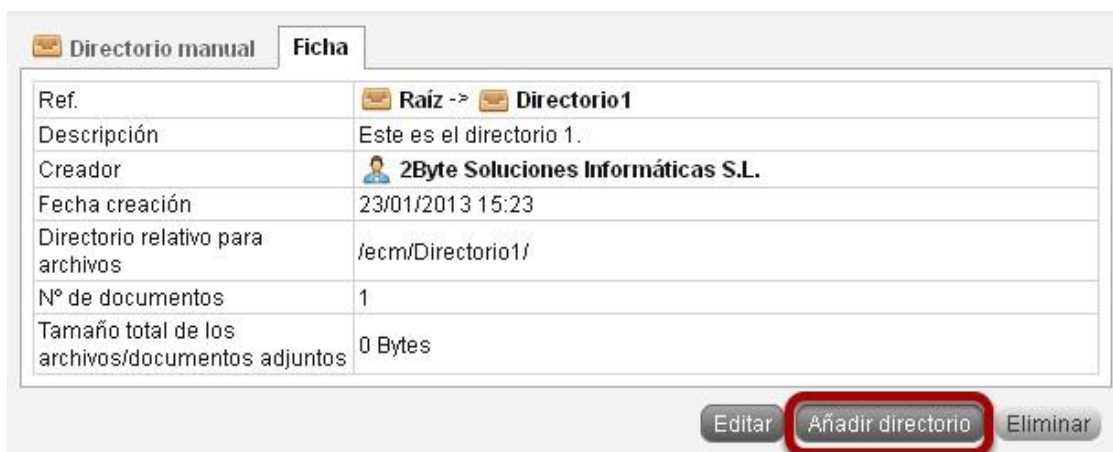 Directorio manual Ficha
Ref. Raíz -> Directorio1
Descripción Este es el directorio 1.
Creador 2Byte Soluciones Informáticas S.L.
Fecha creación 23/01/2013 15:23
Directorio relativo para
archivos /ecm/Directorio1/
Nº de documentos 1
Tamaño total de los
archivos/documentos adjuntos 0 Bytes
Editar Añadir directorio Eliminar